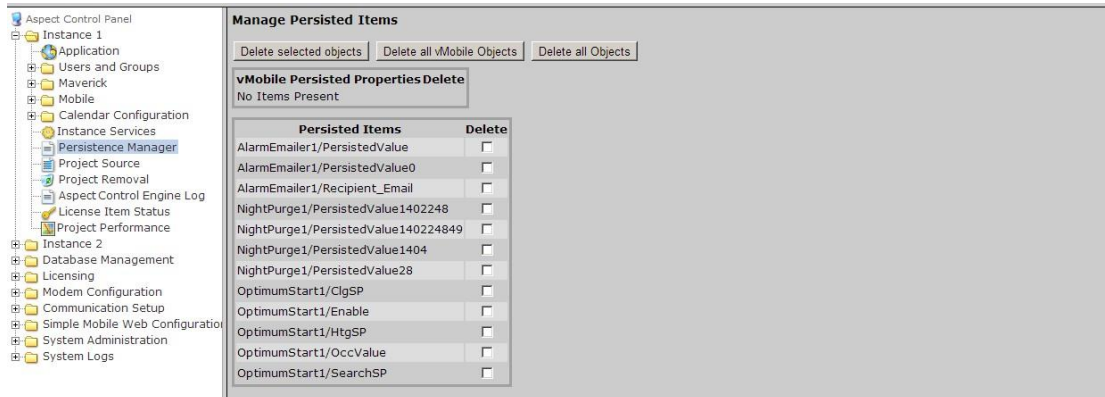 Aspect Control Panel
Instance 1
Application
Users and Groups
Maverick
Mobile
Calendar Configuration
Instance Services
Persistence Manager
Project Source
Project Removal
Aspect Control Engine Log
License Item Status
Project Performance
Instance 2
Database Management
Licensing
Modem Configuration
Communication Setup
Simple Mobile Web Configuration
System Administration
System Logs
Manage Persisted Items
Delete selected objects Delete all vMobile Objects Delete all Objects
vMobile Persisted Properties Delete
No Items Present
Persisted Items Delete
AlarmEmailer1/PersistedValue
AlarmEmailer1/PersistedValue0
AlarmEmailer1/Recipient_Email
NightPurge1/PersistedValue1402248
NightPurge1/PersistedValue140224849
NightPurge1/PersistedValue1404
NightPurge1/PersistedValue28
OptimumStart1/ClgSP
OptimumStart1/Enable
OptimumStart1/HtgSP
OptimumStart1/OccValue
OptimumStart1/SearchSP